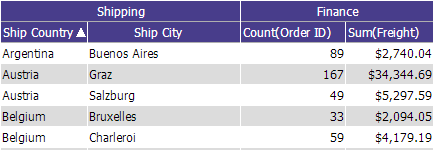 Shipping Finance
Ship Country▲ Ship City Count(Order ID) Sum(Freight)
Argentina Buenos Aires 89 $2,740.04
Austria Graz 167 $34,344.69
Austria Salzburg 49 $5,297.59
Belgium Bruxelles 33 $2,094.05
Belgium Charleroi 59 $4,179.19